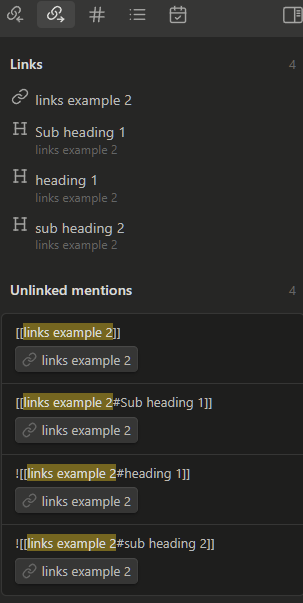 Links 4
links example 2
Sub heading 1
links example 2
heading 1
links example 2
sub heading 2
links example 2
Unlinked mentions 4
[[links example 2]]
links example 2
[[links example 2#Sub heading 1]]
links example 2
![[links example 2#heading 1]]
links example 2
![[links example 2#sub heading 2]]
links example 2